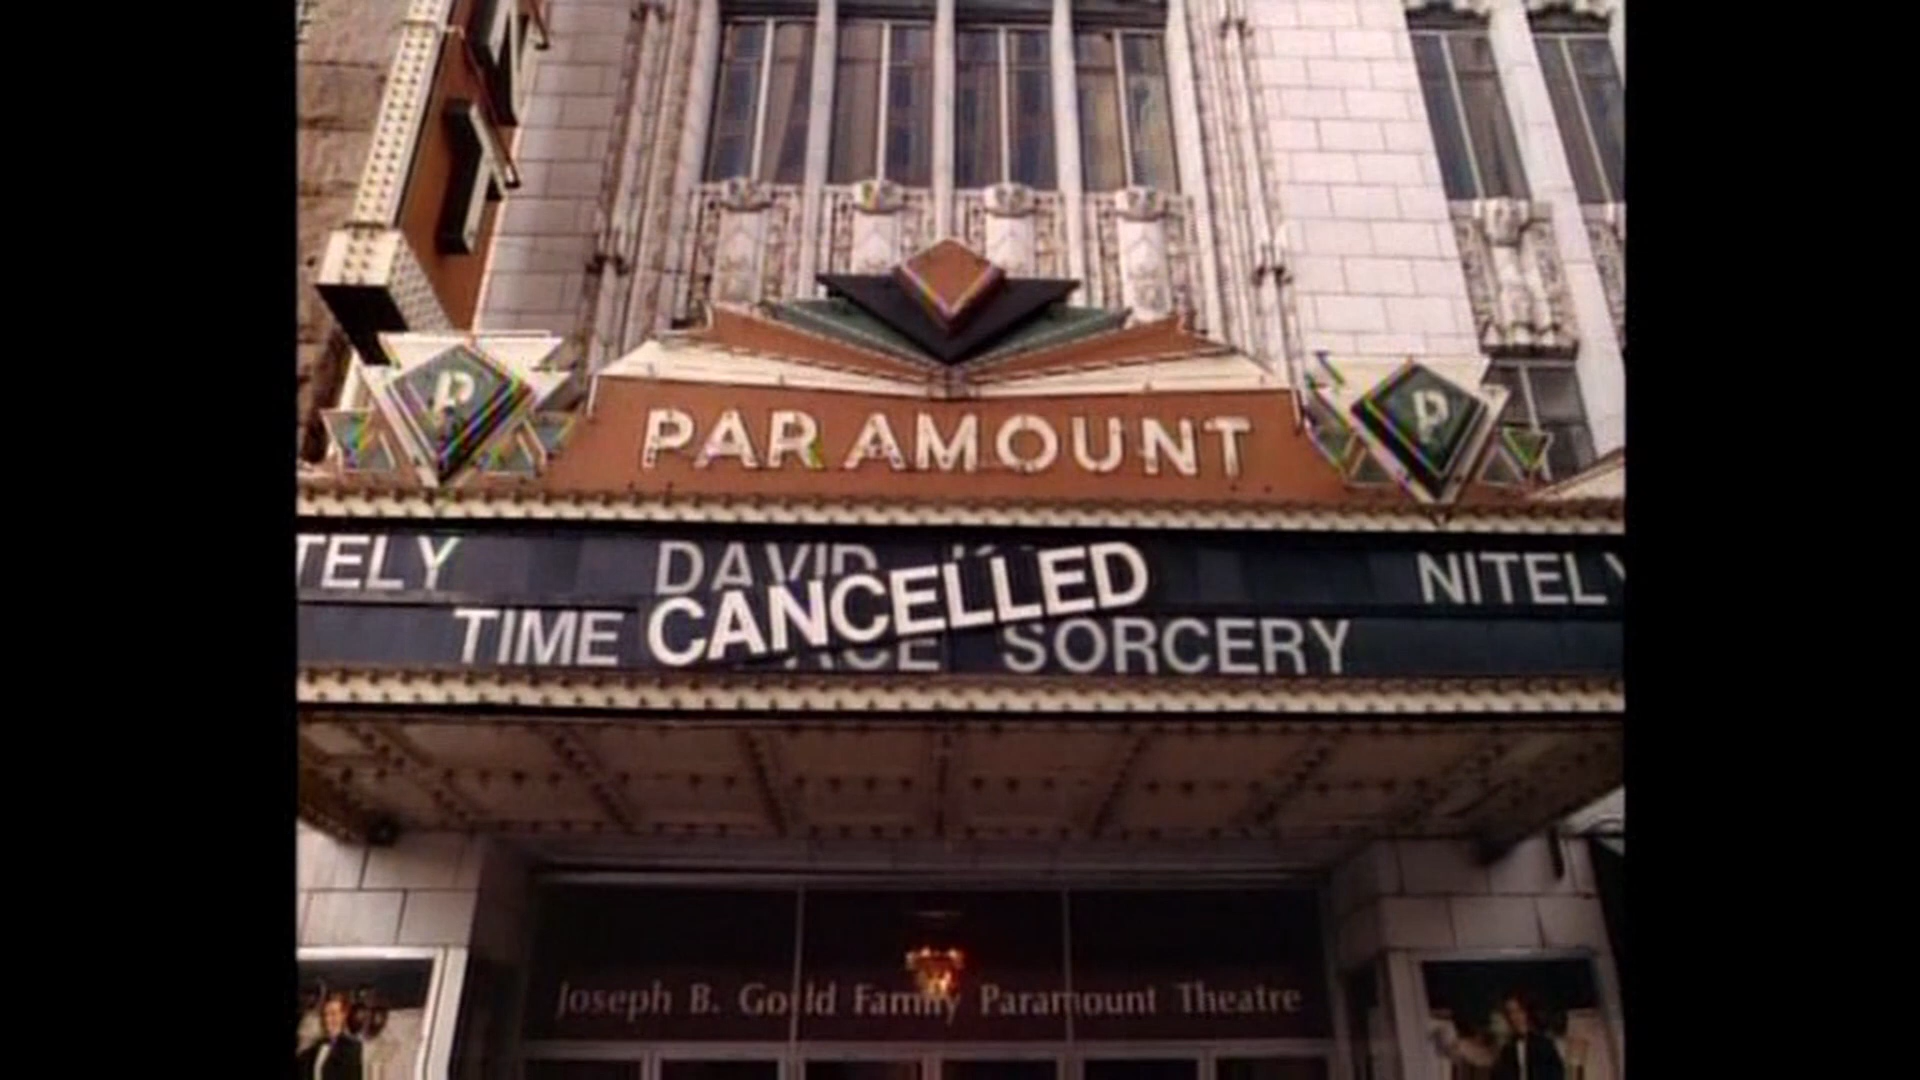 P
PARAMOUNT
P
TELY DAVID NITELY
CANCELLED
TIME SORCERY
Joseph B. Gould Family Paramount Theatre